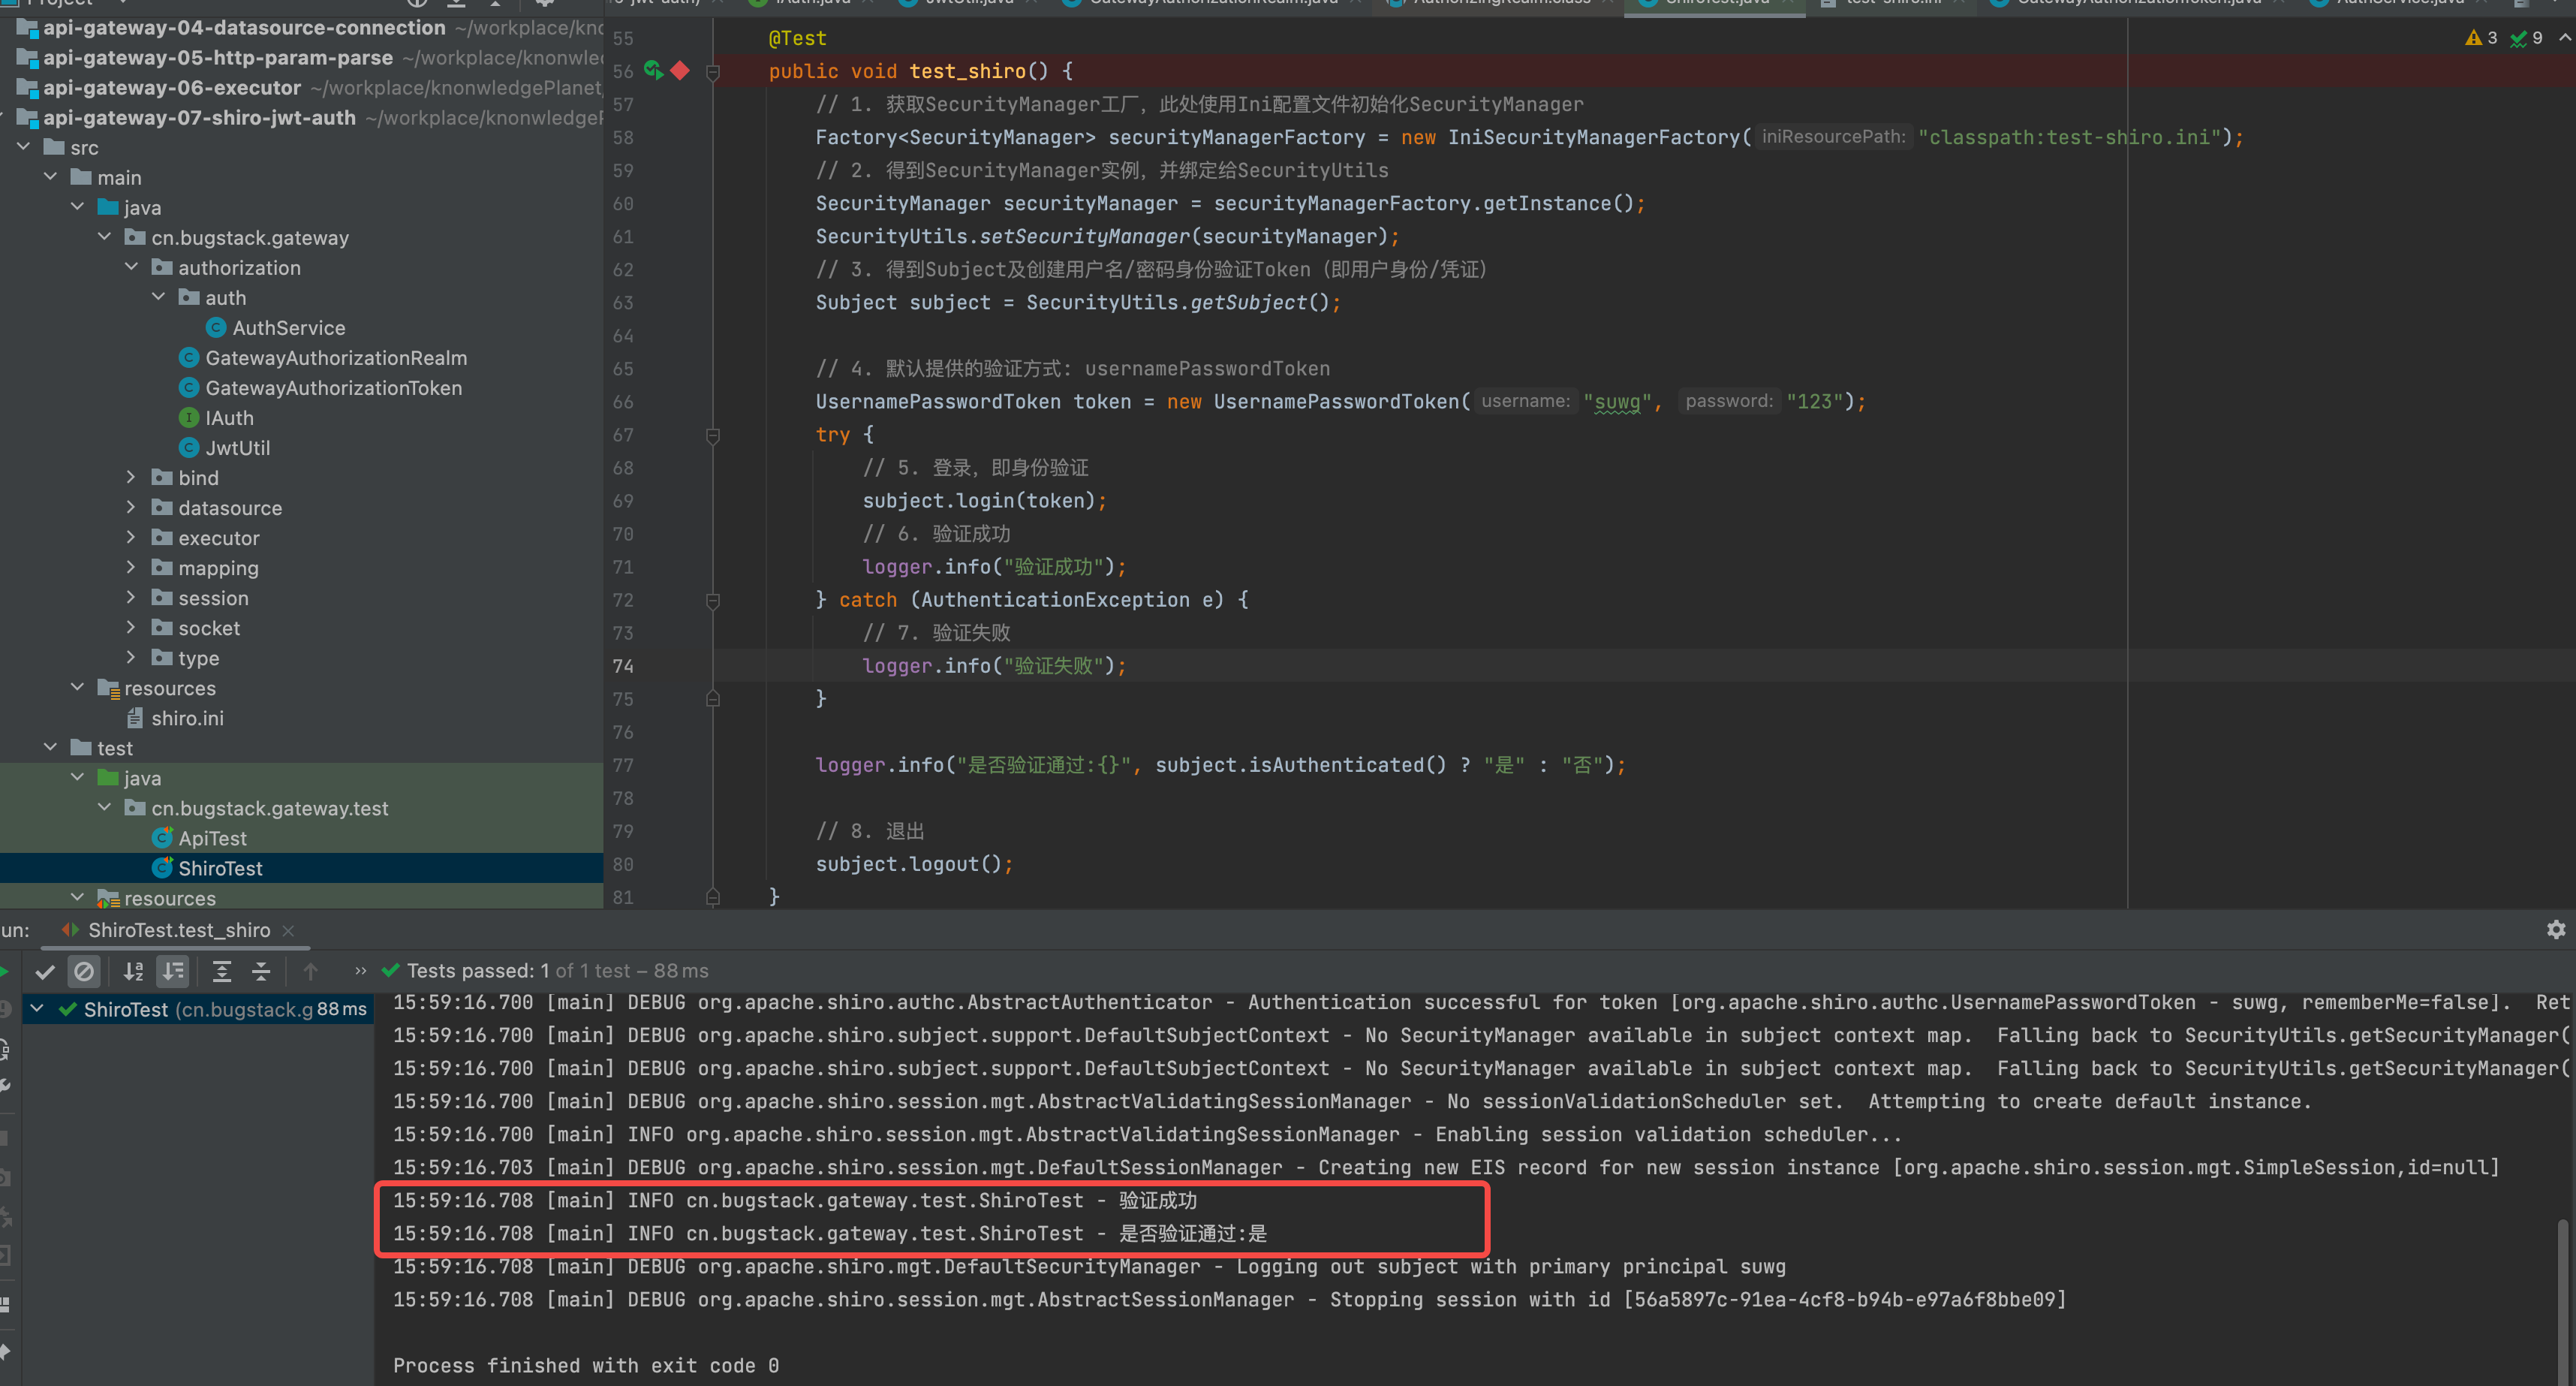 Project
api-gateway-04-datasource-connection ~/workplace/knc
api-gateway-05-http-param-parse ~/workplace/knonwlec
api-gateway-06-executor ~/workplace/knonwledgePlanet,
api-gateway-07-shiro-jwt-auth ~/workplace/knonwledgeF
src
main
java
cn.bugstack.gateway
authorization
auth
AuthService
GatewayAuthorizationRealm
GatewayAuthorizationToken
IAuth
JwtUtil
bind
datasource
executor
mapping
session
socket
type
resources
shiro.ini
test
java
cn.bugstack.gateway.test
ApiTest
ShiroTest
resources
IAuth.java JwtUtil.java GatewayAuthorizationRealm.java AuthorizingRealm.class ShiroTest.java test-shiro.ini GatewayAuthorizationToken.java AuthService.java
3 9
55 @Test
56 public void test_shiro() {
57 // 1. 获取SecurityManager工厂，此处使用Ini配置文件初始化SecurityManager
58 Factory<SecurityManager> securityManagerFactory = new IniSecurityManagerFactory( iniResourcePath: "classpath:test-shiro.ini");
59 // 2. 得到SecurityManager实例，并绑定给SecurityUtils
60 SecurityManager securityManager = securityManagerFactory.getInstance();
61 SecurityUtils.setSecurityManager(securityManager);
62 // 3. 得到Subject及创建用户名/密码身份验证Token（即用户身份/凭证）
63 Subject subject = SecurityUtils.getSubject();
64
65 // 4. 默认提供的验证方式: usernamePasswordToken
66 UsernamePasswordToken token = new UsernamePasswordToken( username: "suwg", password: "123");
67 try {
68 // 5. 登录，即身份验证
69 subject.login(token);
70 // 6. 验证成功
71 logger.info("验证成功");
72 } catch (AuthenticationException e) {
73 // 7. 验证失败
74 logger.info("验证失败");
75 }
76
77 logger.info("是否验证通过:{}", subject.isAuthenticated() ? "是" : "否");
78
79 // 8. 退出
80 subject.logout();
81 }
un: ShiroTest.test_shiro
Tests passed: 1 of 1 test – 88 ms
ShiroTest (cn.bugstack.g 88 ms
15:59:16.700 [main] DEBUG org.apache.shiro.authc.AbstractAuthenticator - Authentication successful for token [org.apache.shiro.authc.UsernamePasswordToken - suwg, rememberMe=false].  Ret
15:59:16.700 [main] DEBUG org.apache.shiro.subject.support.DefaultSubjectContext - No SecurityManager available in subject context map.  Falling back to SecurityUtils.getSecurityManager(
15:59:16.700 [main] DEBUG org.apache.shiro.subject.support.DefaultSubjectContext - No SecurityManager available in subject context map.  Falling back to SecurityUtils.getSecurityManager(
15:59:16.700 [main] DEBUG org.apache.shiro.session.mgt.AbstractValidatingSessionManager - No sessionValidationScheduler set.  Attempting to create default instance.
15:59:16.700 [main] INFO org.apache.shiro.session.mgt.AbstractValidatingSessionManager - Enabling session validation scheduler...
15:59:16.703 [main] DEBUG org.apache.shiro.session.mgt.DefaultSessionManager - Creating new EIS record for new session instance [org.apache.shiro.session.mgt.SimpleSession,id=null]
15:59:16.708 [main] INFO cn.bugstack.gateway.test.ShiroTest - 验证成功
15:59:16.708 [main] INFO cn.bugstack.gateway.test.ShiroTest - 是否验证通过:是
15:59:16.708 [main] DEBUG org.apache.shiro.mgt.DefaultSecurityManager - Logging out subject with primary principal suwg
15:59:16.708 [main] DEBUG org.apache.shiro.session.mgt.AbstractSessionManager - Stopping session with id [56a5897c-91ea-4cf8-b94b-e97a6f8bbe09]
Process finished with exit code 0